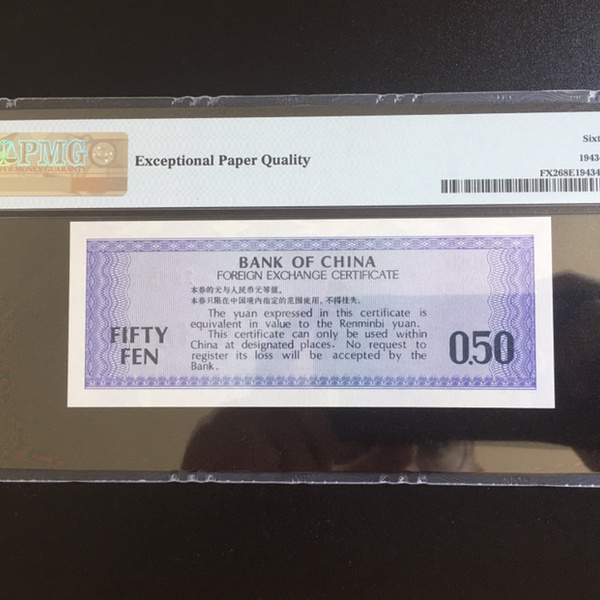 PMG
PAPER MONEY GUARANTY
Exceptional Paper Quality
Sixt
1943
FX268E19434
BANK OF CHINA
FOREIGN EXCHANGE CERTIFICATE
本券的元与人民币元等值。
本券只限在中国境内指定的范围使用，不得挂失。
The yuan expressed in this certificate is
equivalent in value to the Renminbi yuan.
This certificate can only be used within
China at designated places. No request to
register its loss will be accepted by the
Bank.
FIFTY
FEN
0.50